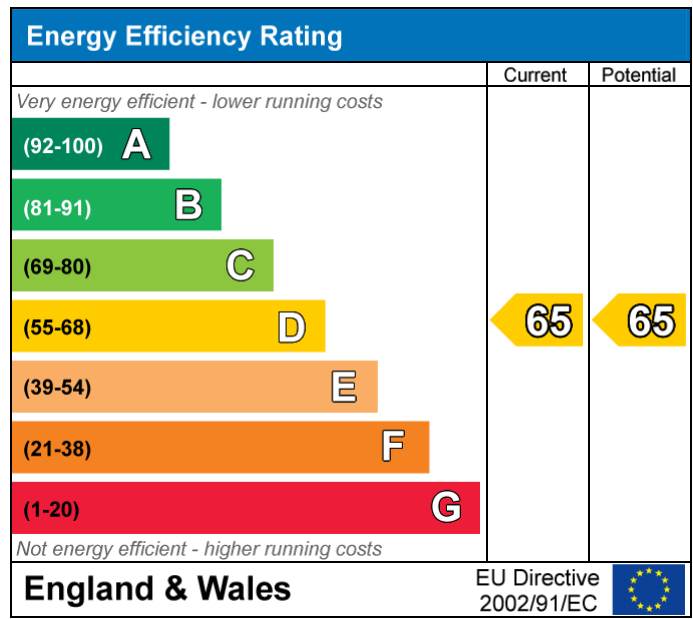 Energy Efficiency Rating
Current Potential
Very energy efficient - lower running costs
(92-100) A
(81-91) B
(69-80) C
(55-68) D 65 65
(39-54) E
(21-38) F
(1-20) G
Not energy efficient - higher running costs
England & Wales
EU Directive
2002/91/EC